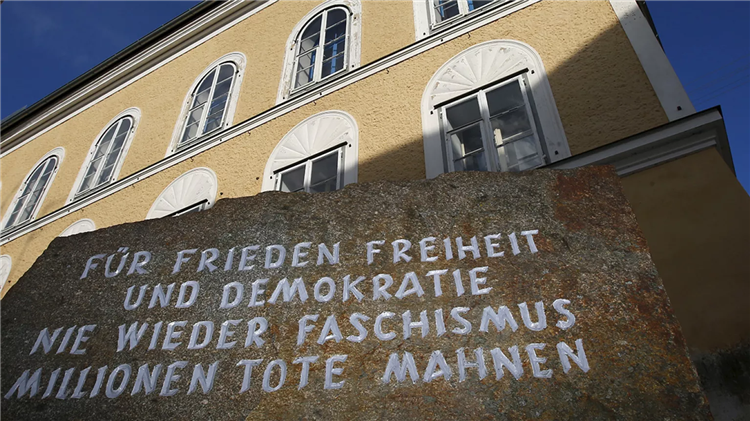 FÜR FRIEDEN FREIHEIT
UND DEMOKRATIE
NIE WIEDER FASCHISMUS
MILLIONEN TOTE MAHNEN